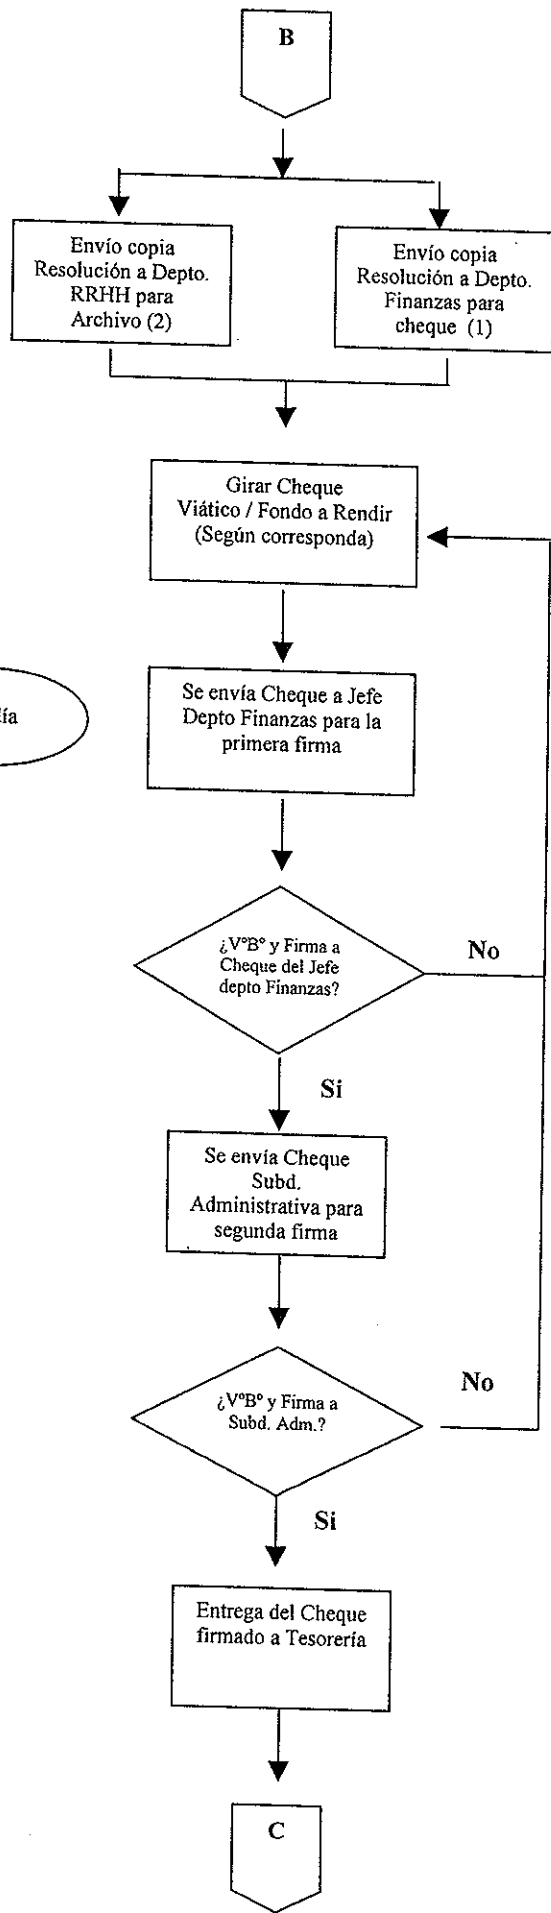 B
Envío copia
Resolución a Depto.
RRHH para
Archivo (2)
Envío copia
Resolución a Depto.
Finanzas para
cheque (1)
Girar Cheque
Viático / Fondo a Rendir
(Según corresponda)
Se envía Cheque a Jefe
Depto Finanzas para la
primera firma
¿VºBº y Firma a
Cheque del Jefe
depto Finanzas?
No
Si
Se envía Cheque
Subd.
Administrativa para
segunda firma
¿VºBº y Firma a
Subd. Adm.?
No
Si
Entrega del Cheque
firmado a Tesorería
C